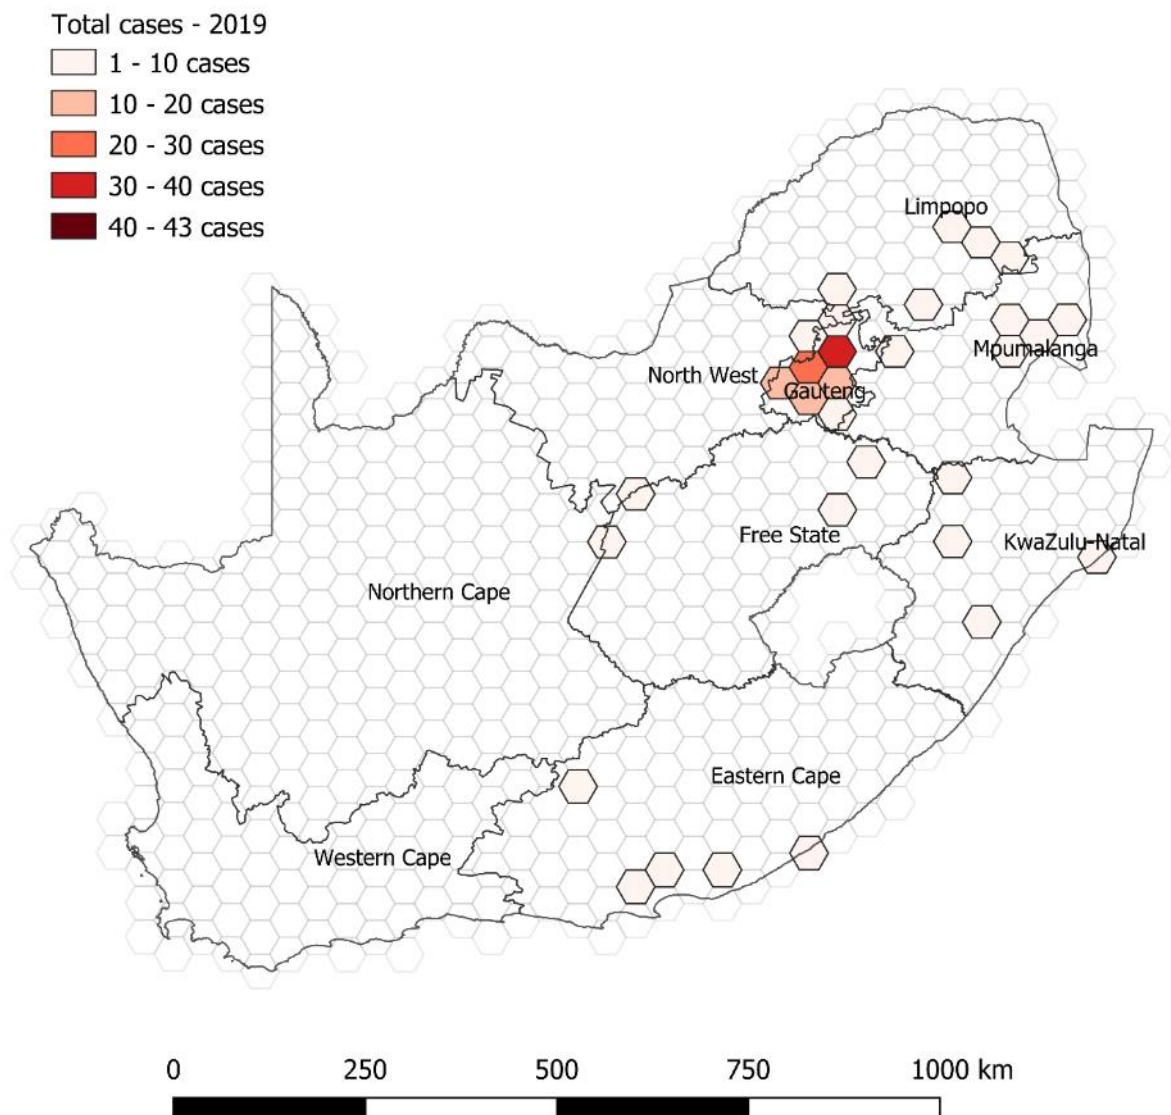 Total cases - 2019
1 - 10 cases
10 - 20 cases
20 - 30 cases
30 - 40 cases
40 - 43 cases
Limpopo
Mpumalanga
North West
Gauteng
Free State
KwaZulu-Natal
Northern Cape
Eastern Cape
Western Cape
0 250 500 750 1000 km